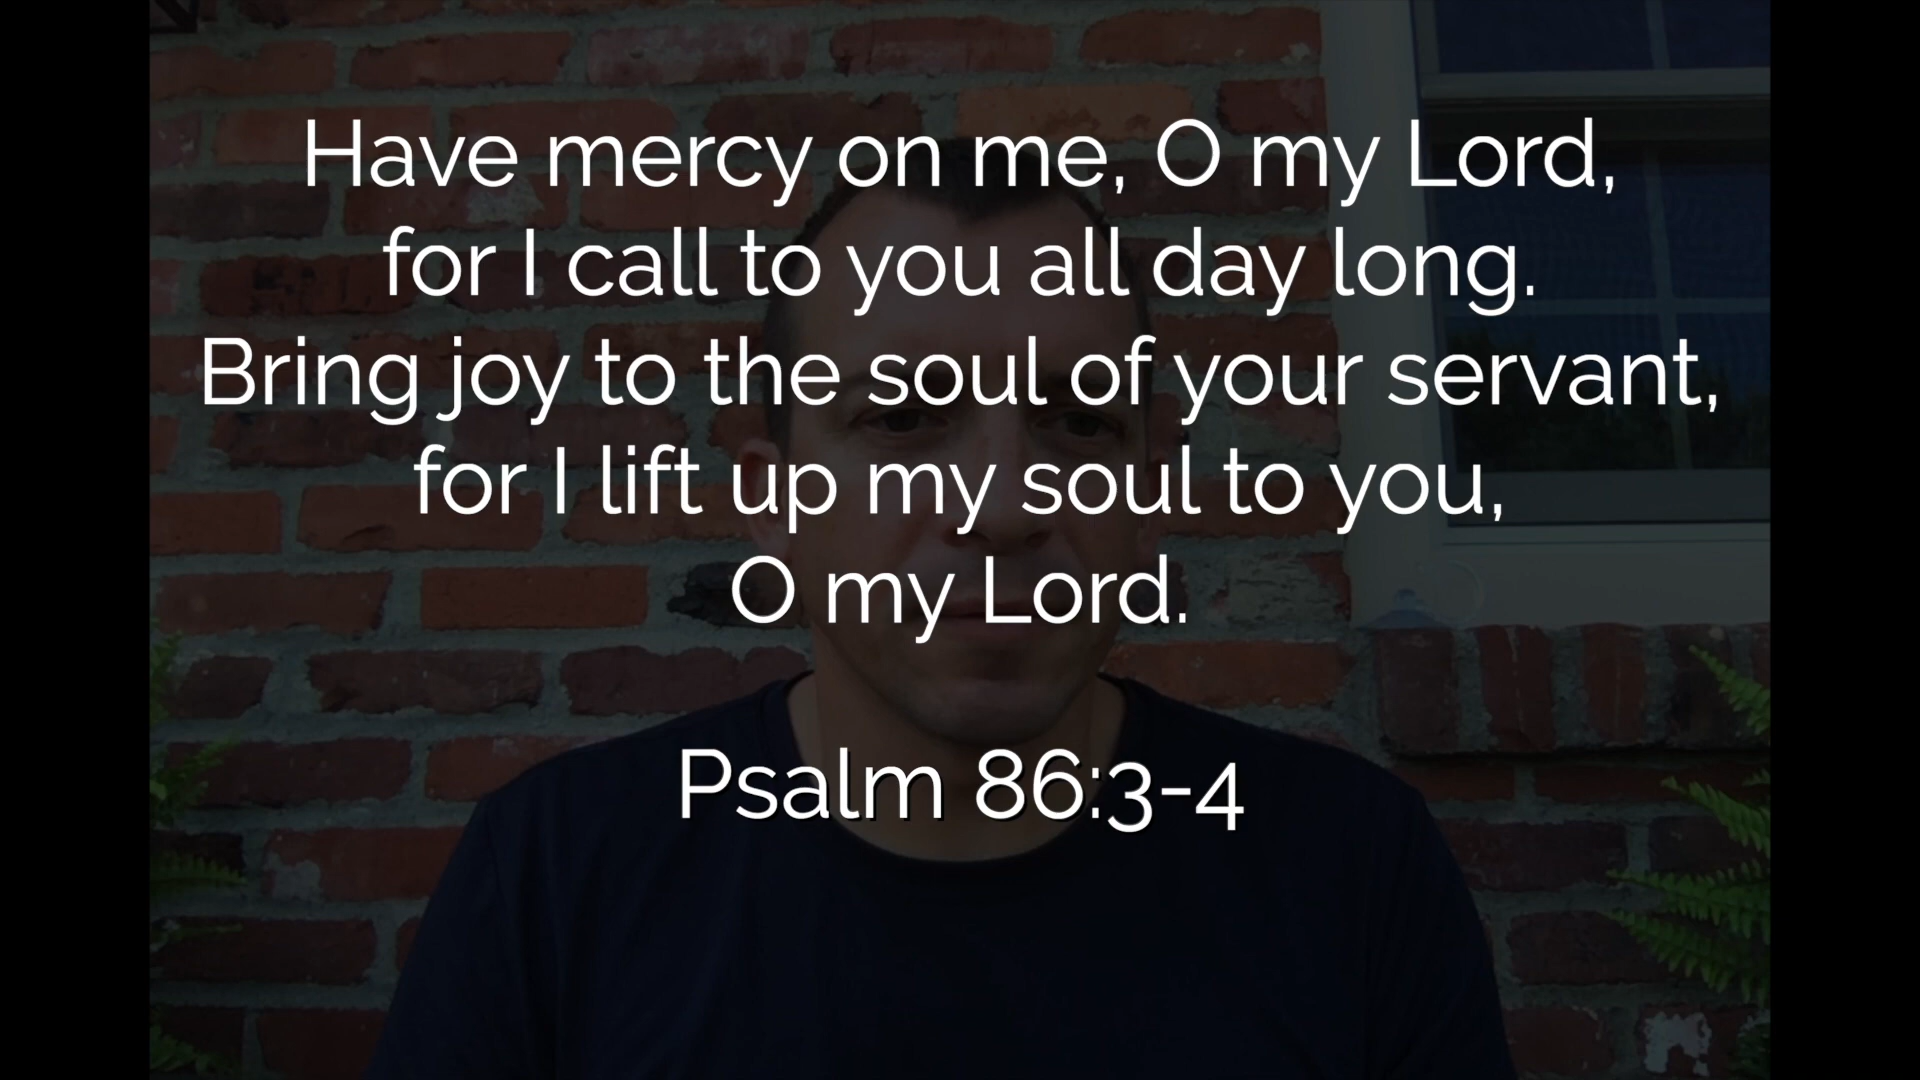 Have mercy on me, O my Lord,
for I call to you all day long.
Bring joy to the soul of your servant,
for I lift up my soul to you,
O my Lord.
Psalm 86:3-4